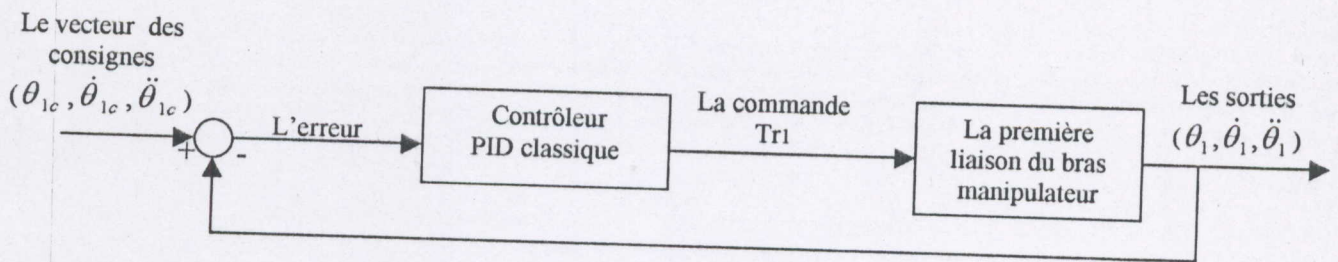 Le vecteur des
consignes
(θ₁c, θ̇₁c, θ̈₁c)
+
-
L'erreur
Contrôleur
PID classique
La commande
Tr1
La première
liaison du bras
manipulateur
Les sorties
(θ₁, θ̇₁, θ̈₁)